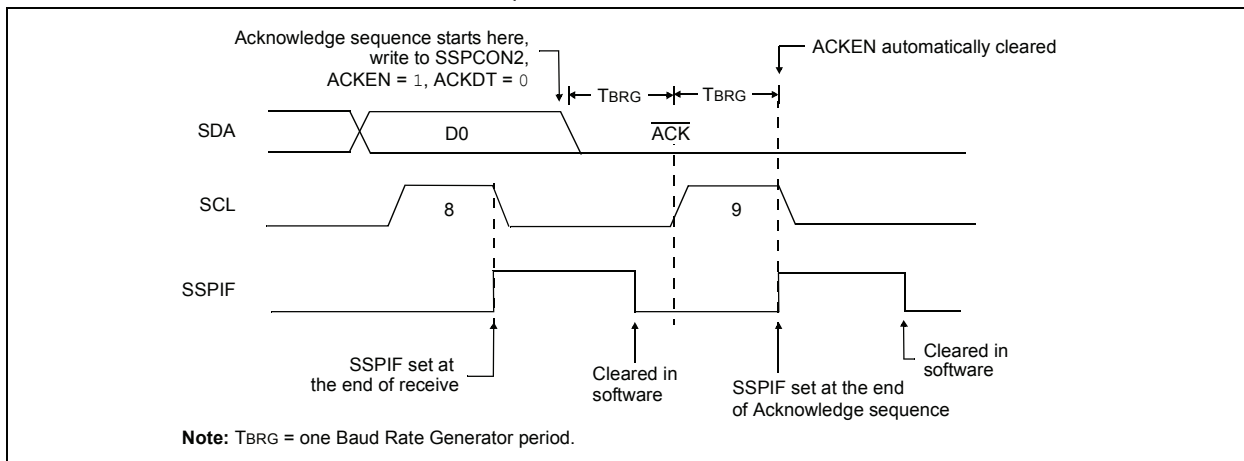 Acknowledge sequence starts here,
write to SSPCON2,
ACKEN = 1, ACKDT = 0
ACKEN automatically cleared
TBRG
TBRG
SDA
D0
ACK
SCL
8
9
SSPIF
SSPIF set at
the end of receive
Cleared in
software
SSPIF set at the end
of Acknowledge sequence
Cleared in
software
Note: TBRG = one Baud Rate Generator period.